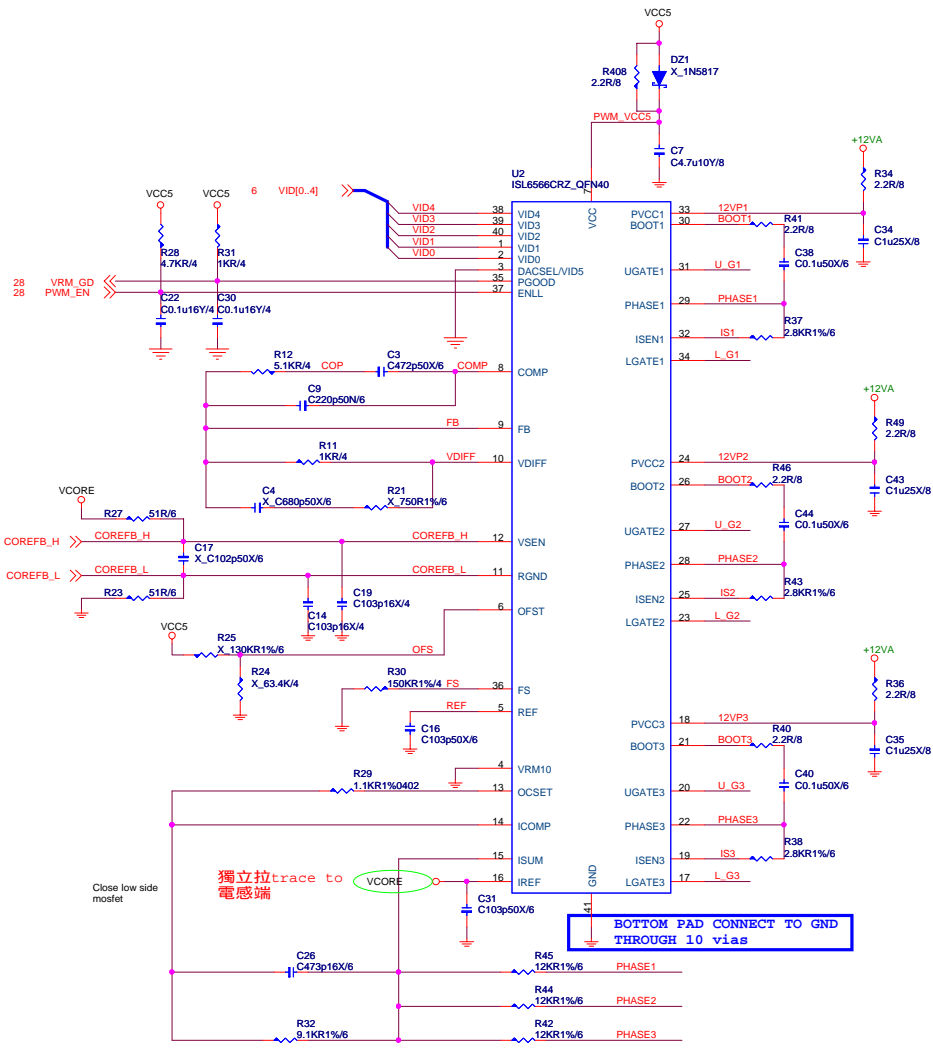 VCC5
R408
2.2R/8
DZ1
X_1N5817
PWM_VCC5
C7
C4.7u10Y/8
+12VA
R34
2.2R/8
U2
ISL6566CRZ_QFN40
6 VID[0..4]
VCC5 VCC5
R28
4.7KR/4
R31
1KR/4
28 VRM_GD
28 PWM_EN
C22
C0.1u16Y/4
C30
C0.1u16Y/4
VID4 38 VID4
VID3 39 VID3
VID2 40 VID2
VID1 1 VID1
VID0 2 VID0
3 DACSEL/VID5
35 PGOOD
37 ENLL
7 VCC
PVCC1 33 12VP1
BOOT1 30 BOOT1
R41
2.2R/8
C34
C1u25X/8
C38
C0.1u50X/6
UGATE1 31 U_G1
PHASE1 29 PHASE1
R37
2.8KR1%/6
ISEN1 32 IS1
LGATE1 34 L_G1
R12
5.1KR/4
COP
C3
C472p50X/6
COMP 8 COMP
C9
C220p50N/6
FB 9 FB
R11
1KR/4
VDIFF 10 VDIFF
C4
X_C680p50X/6
R21
X_750R1%/6
+12VA
R49
2.2R/8
PVCC2 24 12VP2
BOOT2 26 BOOT2
R46
2.2R/8
C43
C1u25X/8
C44
C0.1u50X/6
UGATE2 27 U_G2
PHASE2 28 PHASE2
R43
2.8KR1%/6
ISEN2 25 IS2
LGATE2 23 L_G2
VCORE
R27 51R/6
COREFB_H COREFB_H COREFB_H 12 VSEN
C17
X_C102p50X/6
COREFB_L COREFB_L COREFB_L 11 RGND
R23 51R/6
C19
C103p16X/4
C14
C103p16X/4
6 OFST
VCC5
R25
X_130KR1%/6
OFS
R24
X_63.4K/4
R30
150KR1%/4
FS 36 FS
REF 5 REF
C16
C103p50X/6
4 VRM10
+12VA
R36
2.2R/8
PVCC3 18 12VP3
BOOT3 21 BOOT3
R40
2.2R/8
C35
C1u25X/8
C40
C0.1u50X/6
UGATE3 20 U_G3
PHASE3 22 PHASE3
R38
2.8KR1%/6
ISEN3 19 IS3
LGATE3 17 L_G3
R29
1.1KR1%0402
13 OCSET
14 ICOMP
15 ISUM
16 IREF
GND
41
獨立拉trace to
電感端
VCORE
C31
C103p50X/6
Close low side
mosfet
BOTTOM PAD CONNECT TO GND
THROUGH 10 vias
C26
C473p16X/6
R45
12KR1%/6
PHASE1
R44
12KR1%/6
PHASE2
R32
9.1KR1%/6
R42
12KR1%/6
PHASE3